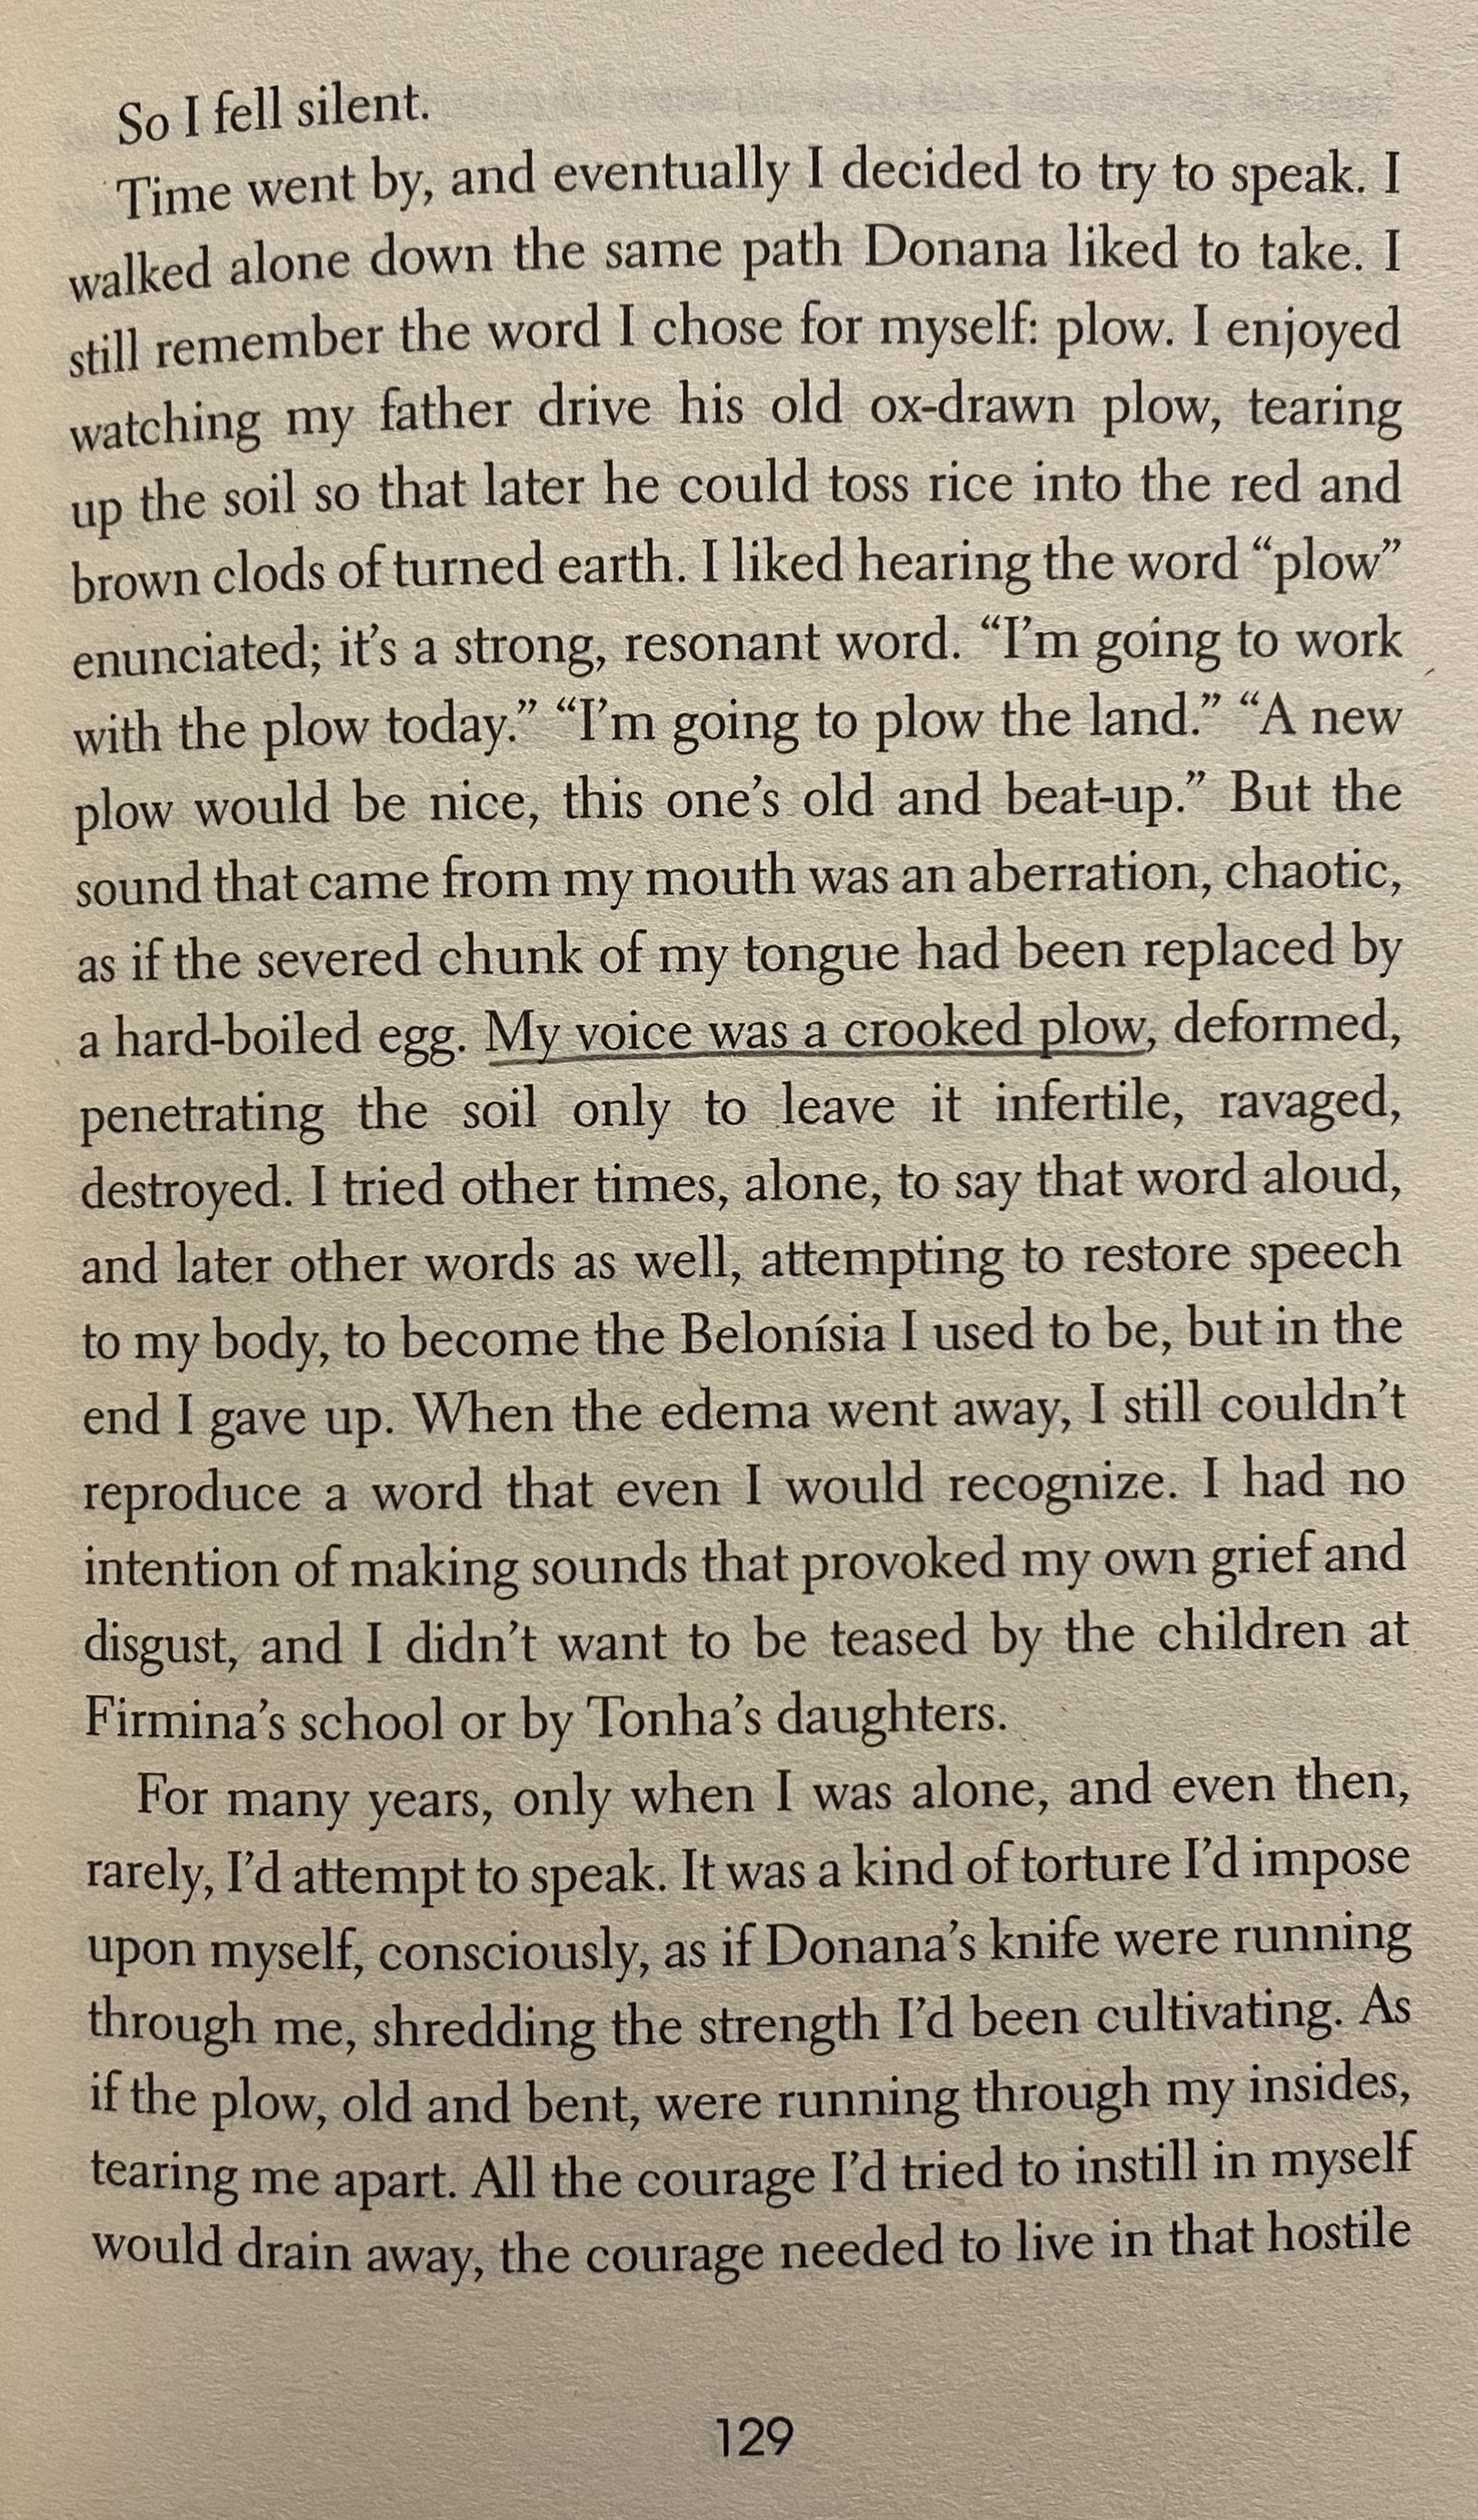 So I fell silent.
Time went by, and eventually I decided to try to speak. I
walked alone down the same path Donana liked to take. I
still remember the word I chose for myself: plow. I enjoyed
watching my father drive his old ox-drawn plow, tearing
up the soil so that later he could toss rice into the red and
brown clods of turned earth. I liked hearing the word “plow”
enunciated; it’s a strong, resonant word. “I’m going to work
with the plow today.” “I’m going to plow the land.” “A new
plow would be nice, this one’s old and beat-up.” But the
sound that came from my mouth was an aberration, chaotic,
as if the severed chunk of my tongue had been replaced by
a hard-boiled egg. My voice was a crooked plow, deformed,
penetrating the soil only to leave it infertile, ravaged,
destroyed. I tried other times, alone, to say that word aloud,
and later other words as well, attempting to restore speech
to my body, to become the Belonísia I used to be, but in the
end I gave up. When the edema went away, I still couldn’t
reproduce a word that even I would recognize. I had no
intention of making sounds that provoked my own grief and
disgust, and I didn’t want to be teased by the children at
Firmina’s school or by Tonha’s daughters.
For many years, only when I was alone, and even then,
rarely, I’d attempt to speak. It was a kind of torture I’d impose
upon myself, consciously, as if Donana’s knife were running
through me, shredding the strength I’d been cultivating. As
if the plow, old and bent, were running through my insides,
tearing me apart. All the courage I’d tried to instill in myself
would drain away, the courage needed to live in that hostile
129